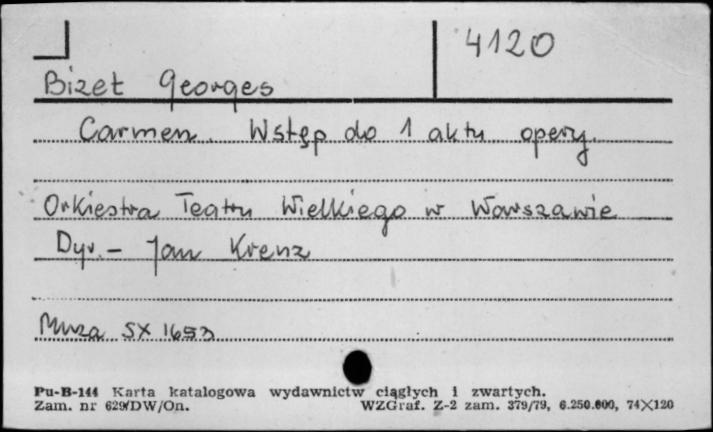 4120
Bizet Georges
Carmen. Wstęp do 1 aktu opery.
Orkiestra Teatru Wielkiego w Warszawie
Dyr. - Jan Krenz
Muza SX 1653
Pu-B-144 Karta katalogowa wydawnictw ciągłych i zwartych.
Zam. nr 629/DW/On. WZGraf. Z-2 zam. 379/79, 6.250.000, 74X120